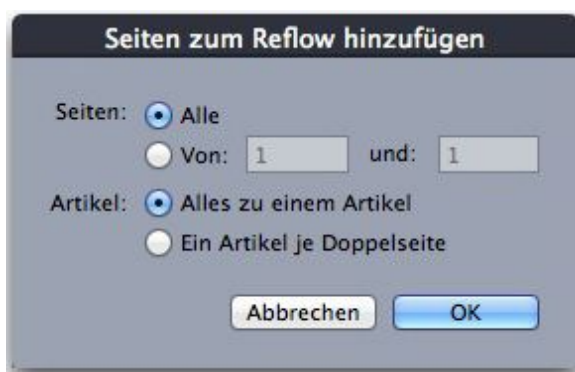 Seiten zum Reflow hinzufügen
Seiten: Alle
Von: 1 und: 1
Artikel: Alles zu einem Artikel
Ein Artikel je Doppelseite
Abbrechen OK